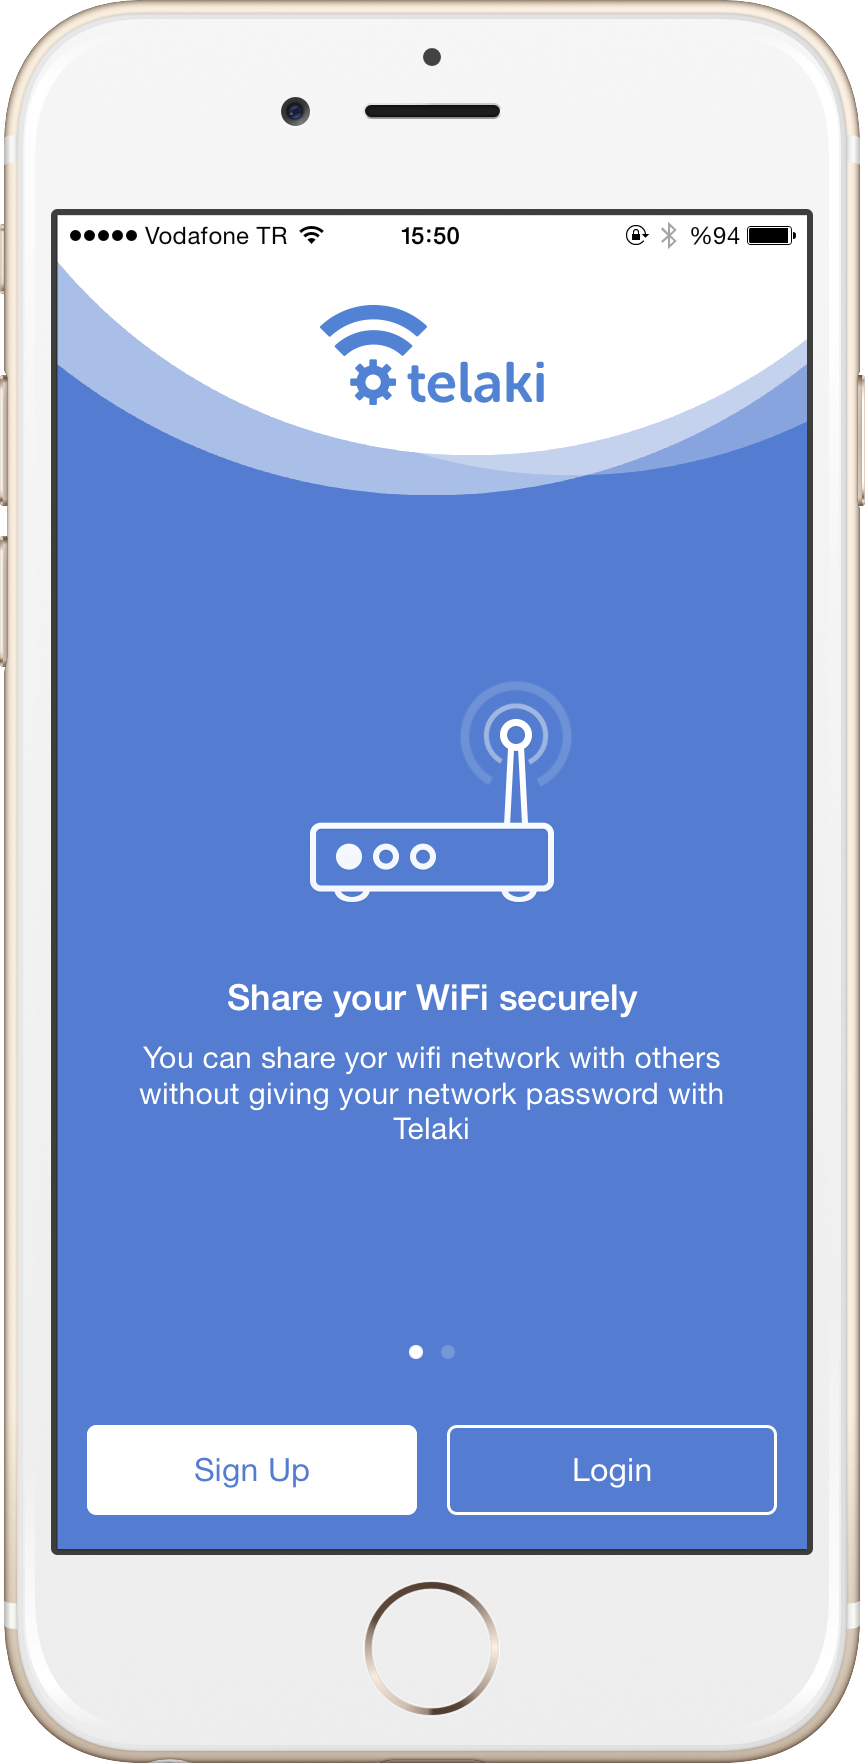 Vodafone TR 15:50 %94
telaki
Share your WiFi securely
You can share yor wifi network with others
without giving your network password with
Telaki
Sign Up Login